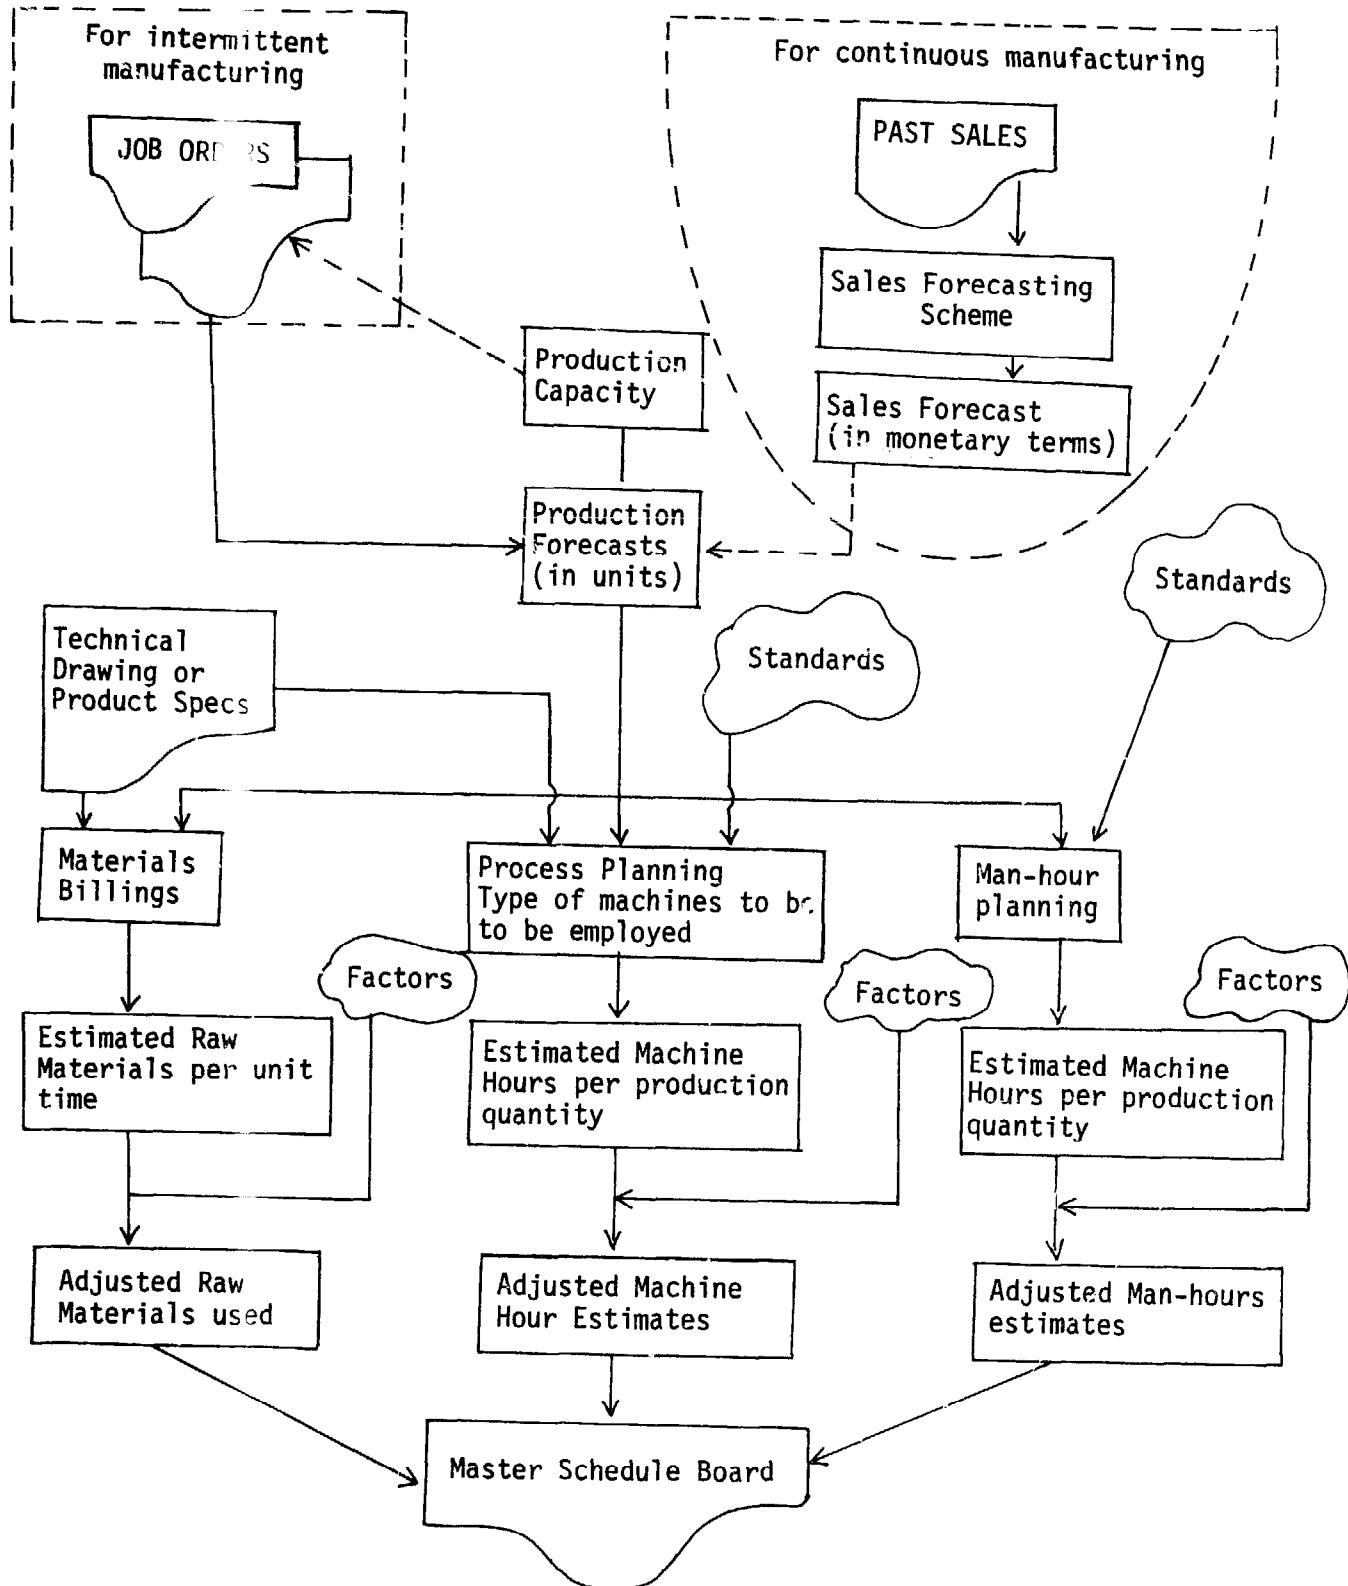 For intermittent
manufacturing
JOB ORDERS
For continuous manufacturing
PAST SALES
Sales Forecasting
Scheme
Sales Forecast
(in monetary terms)
Production
Capacity
Production
Forecasts
(in units)
Standards
Standards
Technical
Drawing or
Product Specs
Materials
Billings
Process Planning
Type of machines to be
to be employed
Man-hour
planning
Factors
Factors
Factors
Estimated Raw
Materials per unit
time
Estimated Machine
Hours per production
quantity
Estimated Machine
Hours per production
quantity
Adjusted Raw
Materials used
Adjusted Machine
Hour Estimates
Adjusted Man-hours
estimates
Master Schedule Board